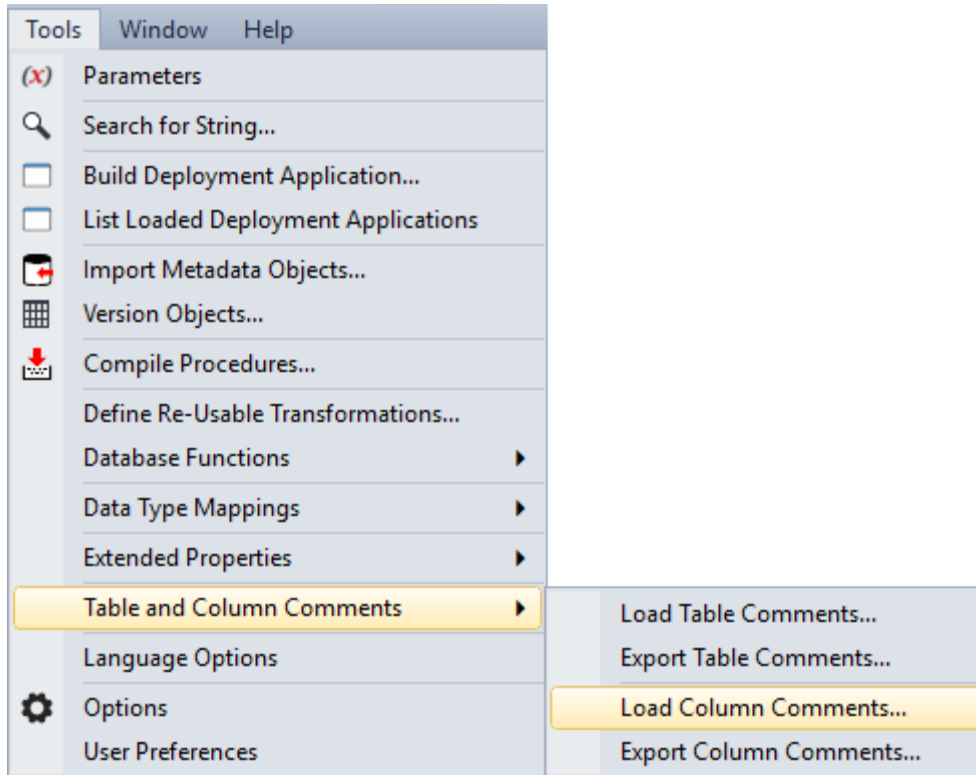 Tools Window Help
(x) Parameters
Search for String...
Build Deployment Application...
List Loaded Deployment Applications
Import Metadata Objects...
Version Objects...
Compile Procedures...
Define Re-Usable Transformations...
Database Functions
Data Type Mappings
Extended Properties
Table and Column Comments
Language Options
Options
User Preferences
Load Table Comments...
Export Table Comments...
Load Column Comments...
Export Column Comments...